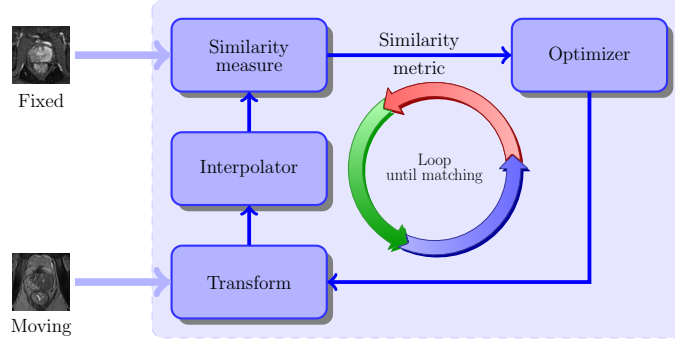 Fixed
Similarity
measure
Similarity
metric
Optimizer
Interpolator
Loop
until matching
Moving
Transform